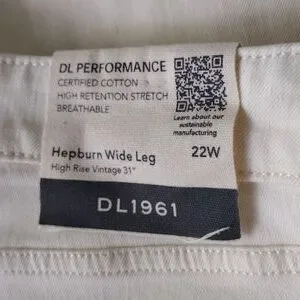 DL PERFORMANCE
CERTIFIED COTTON
HIGH RETENTION STRETCH
BREATHABLE
Learn about our
sustainable
manufacturing
Hepburn Wide Leg 22W
High Rise Vintage 31"
DL1961